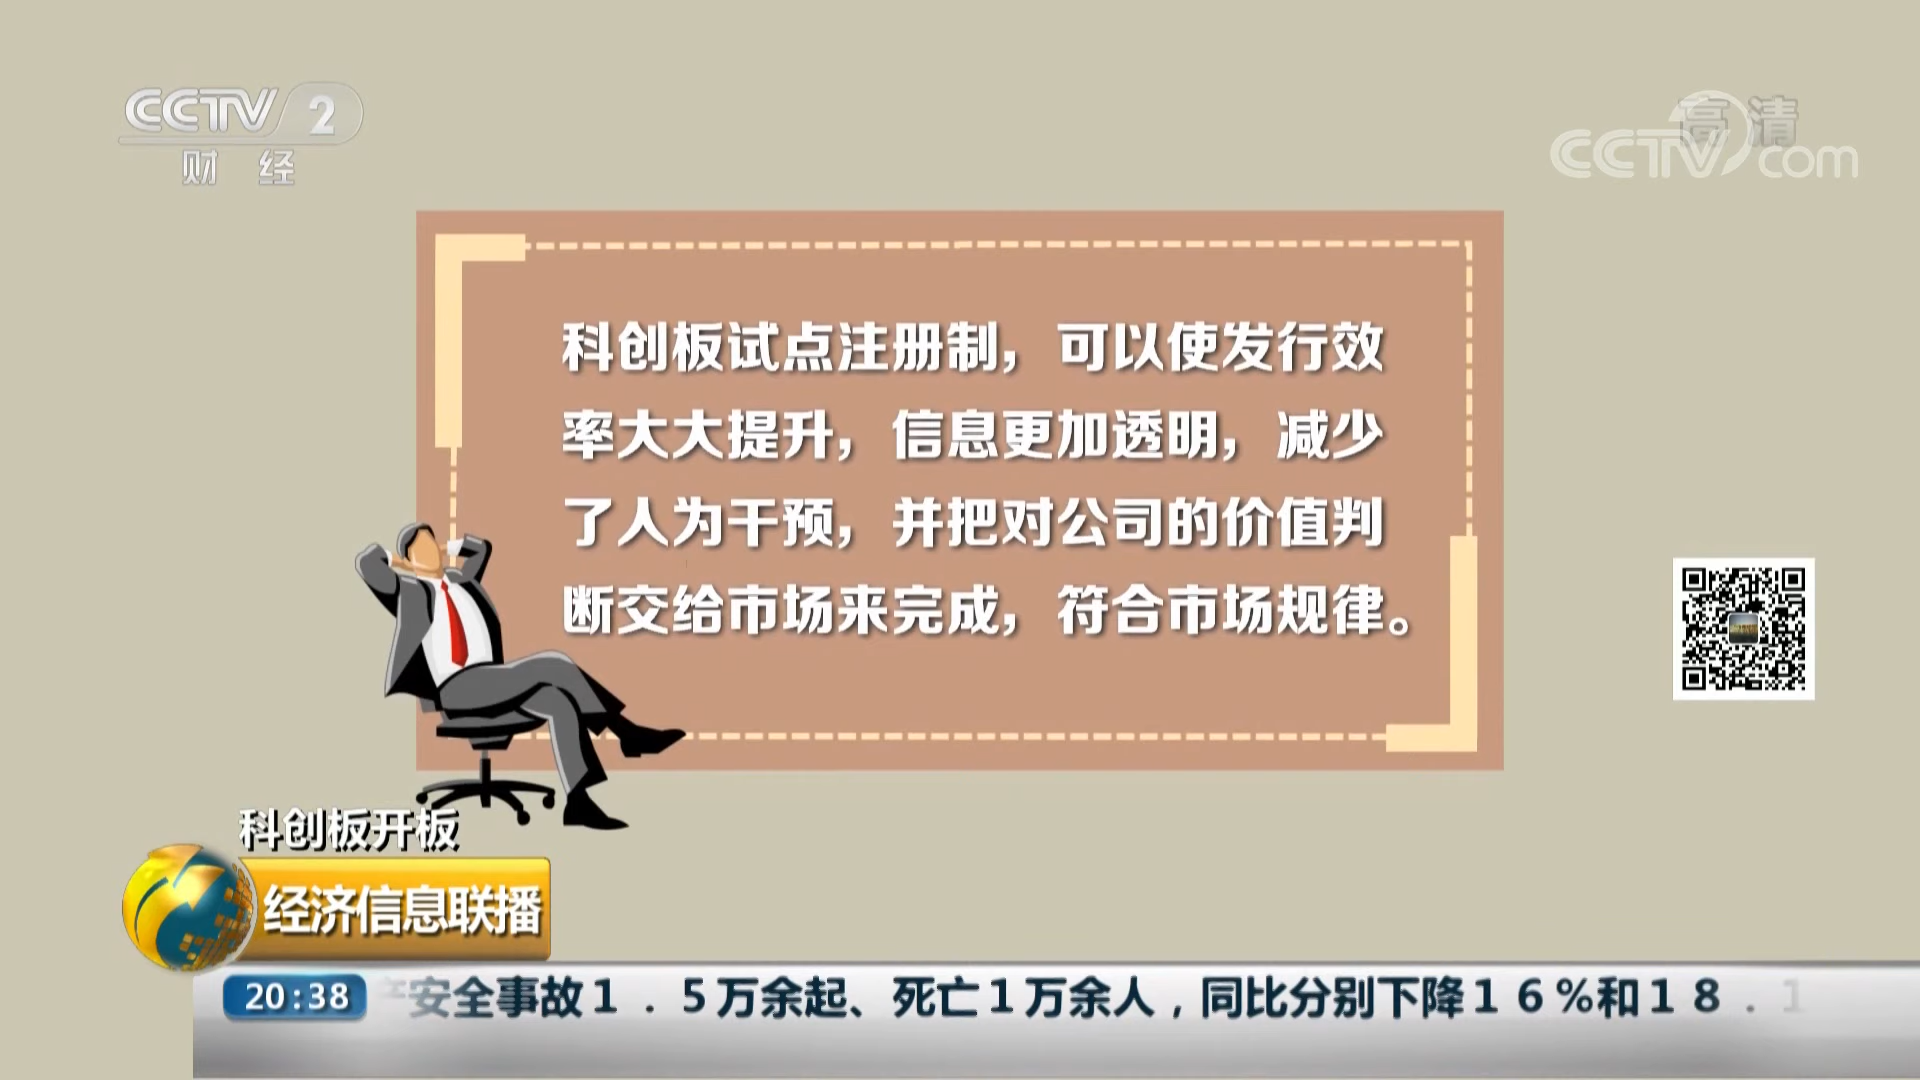 CCTV 2
财 经
高清
CCTV.com
科创板试点注册制，可以使发行效
率大大提升，信息更加透明，减少
了人为干预，并把对公司的价值判
断交给市场来完成，符合市场规律。
科创板开板
经济信息联播
20:38 产安全事故１．５万余起、死亡１万余人，同比分别下降１６％和１８．１